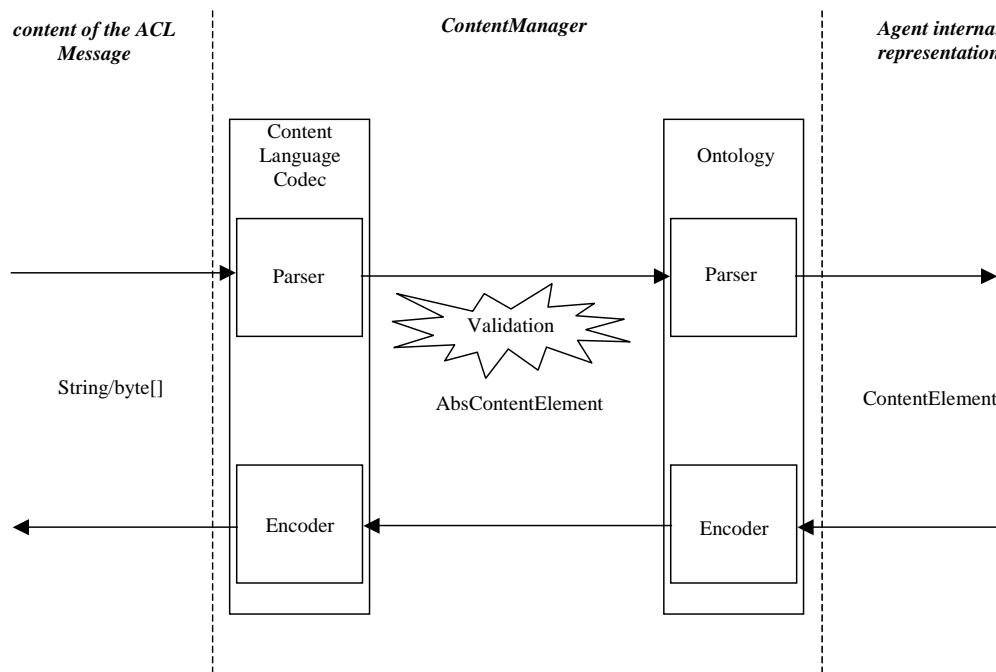 content of the ACL
Message
ContentManager
Agent interna
representation
Content
Language
Codec
Ontology
Parser
Parser
Validation
String/byte[]
AbsContentElement
ContentElement
Encoder
Encoder